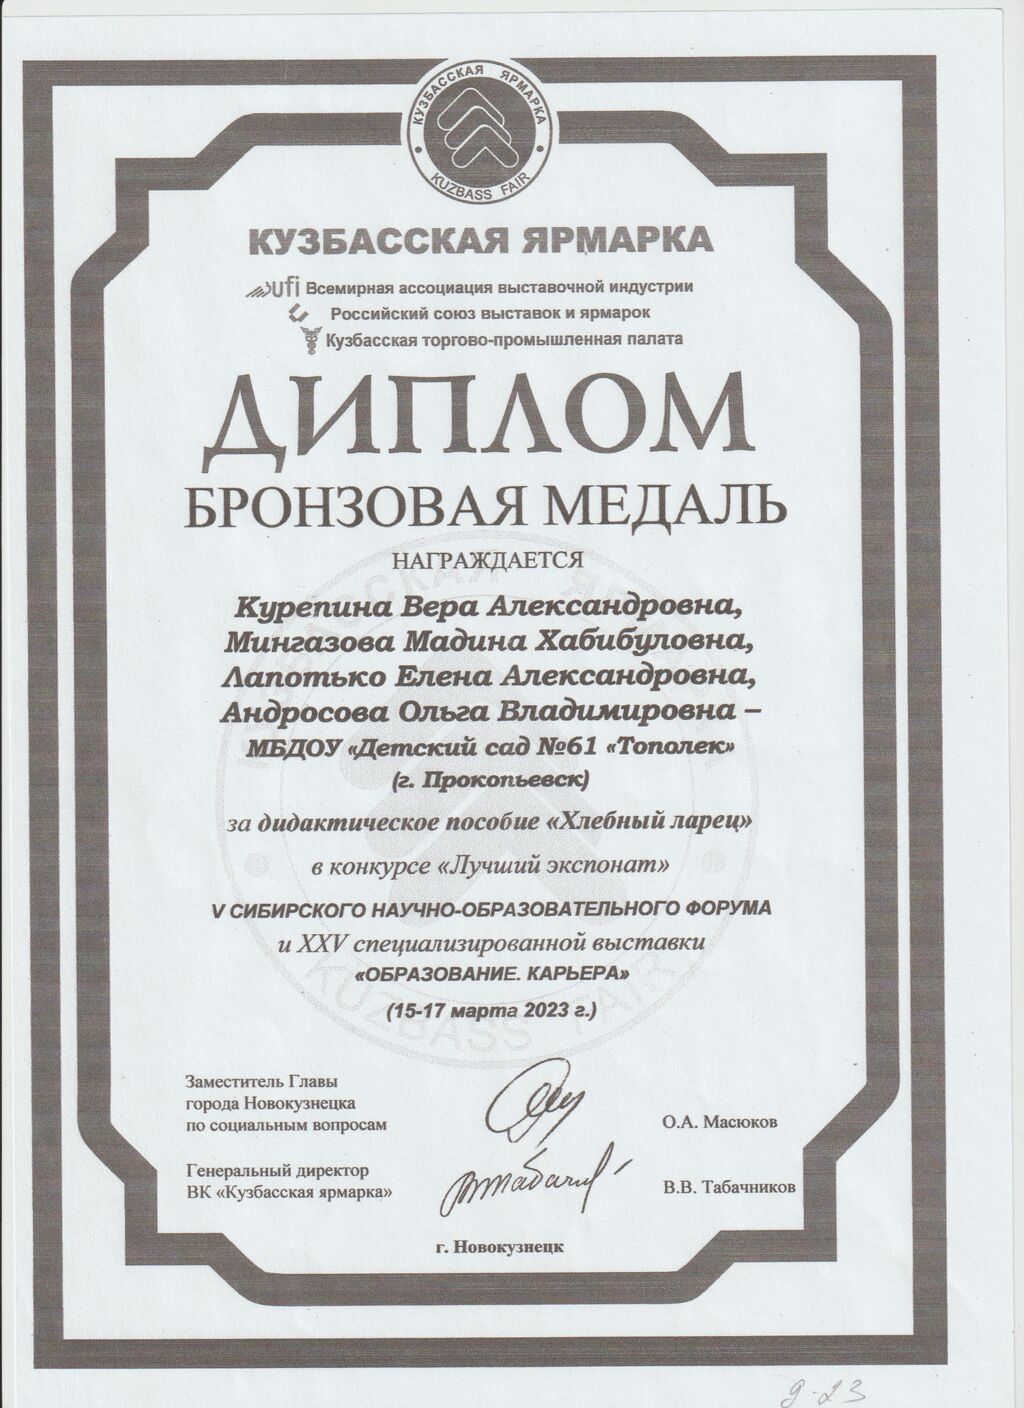 КУЗБАССКАЯ ЯРМАРКА
KUZBASS FAIR
КУЗБАССКАЯ ЯРМАРКА
ufi Всемирная ассоциация выставочной индустрии
Российский союз выставок и ярмарок
Кузбасская торгово-промышленная палата
ДИПЛОМ
БРОНЗОВАЯ МЕДАЛЬ
НАГРАЖДАЕТСЯ
Курепина Вера Александровна,
Мингазова Мадина Хабибуловна,
Лапотько Елена Александровна,
Андросова Ольга Владимировна –
МБДОУ «Детский сад №61 «Тополек»
(г. Прокопьевск)
за дидактическое пособие «Хлебный ларец»
в конкурсе «Лучший экспонат»
V СИБИРСКОГО НАУЧНО-ОБРАЗОВАТЕЛЬНОГО ФОРУМА
и XXV специализированной выставки
«ОБРАЗОВАНИЕ. КАРЬЕРА»
(15-17 марта 2023 г.)
Заместитель Главы
города Новокузнецка
по социальным вопросам
О.А. Масюков
Генеральный директор
ВК «Кузбасская ярмарка»
В.В. Табачников
г. Новокузнецк